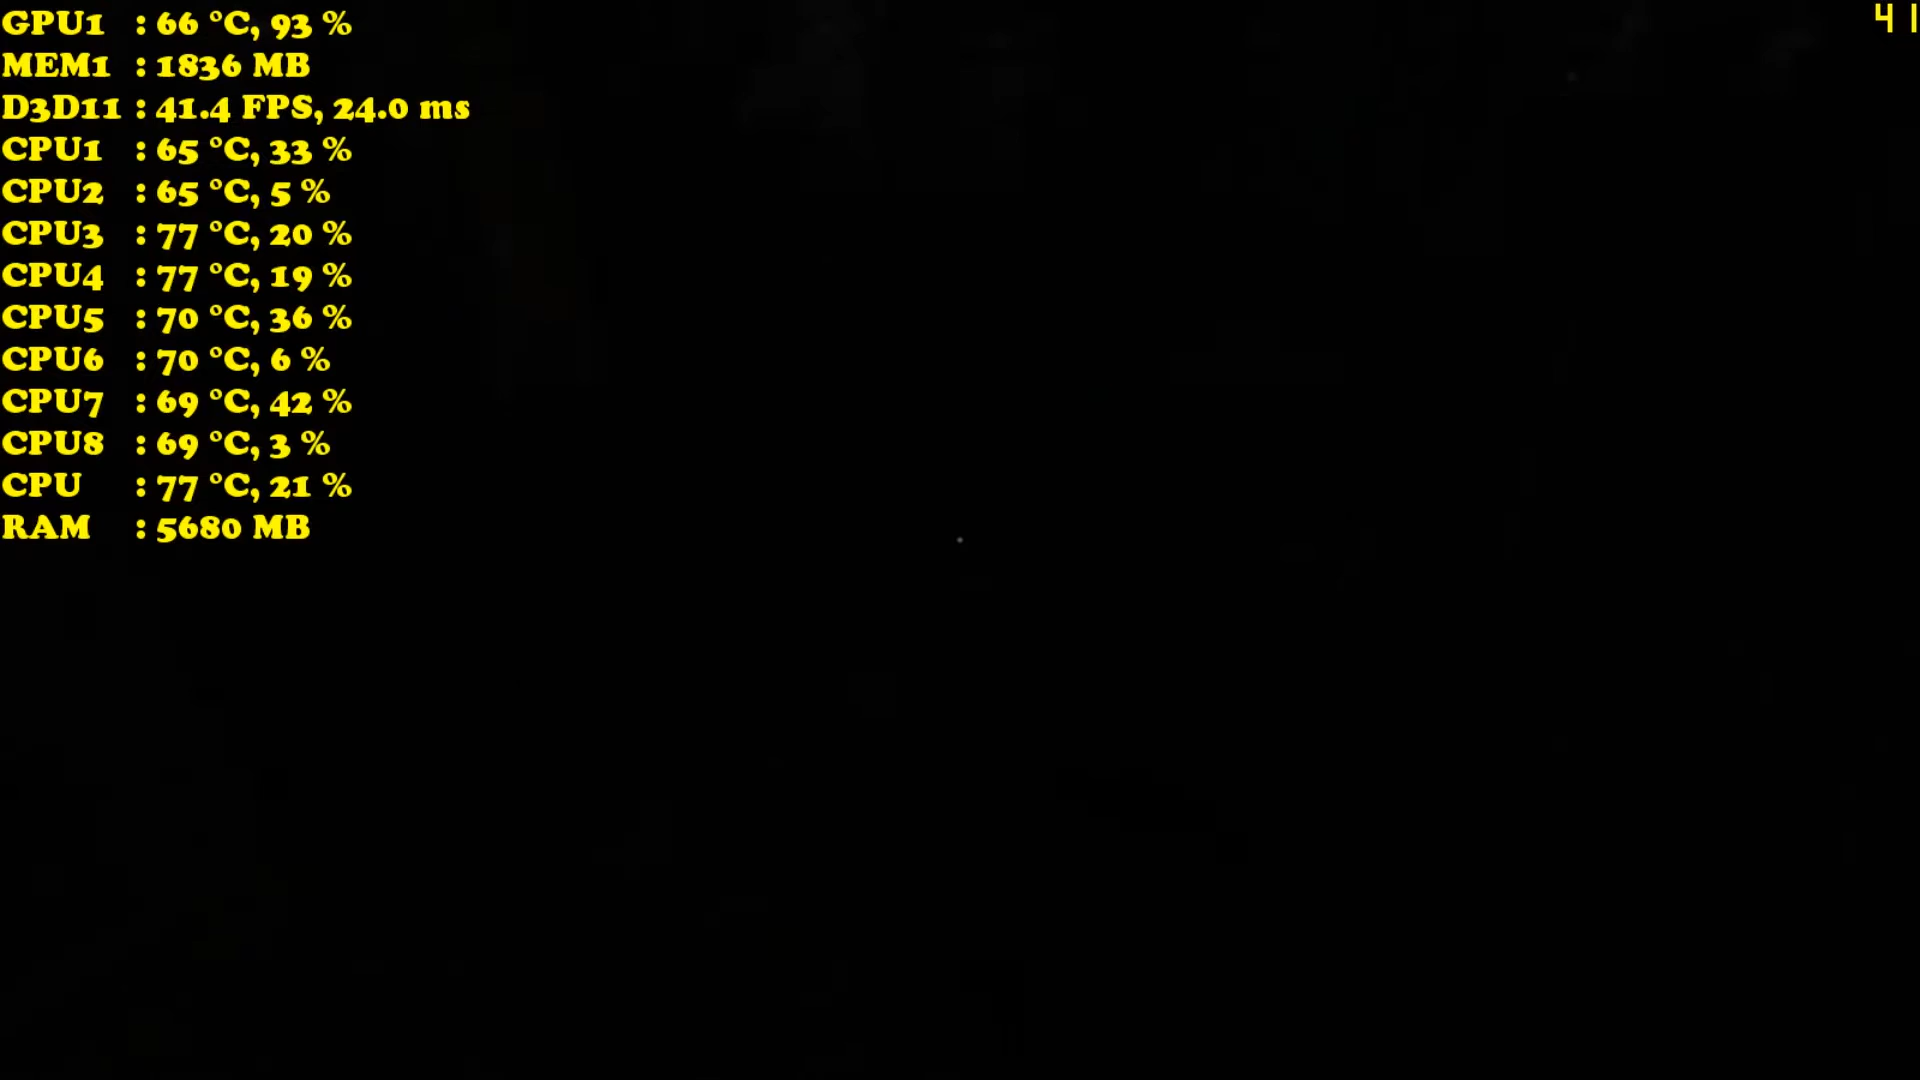 GPU1 : 66 °C, 93 %
41
MEM1 : 1836 MB
D3D11 : 41.4 FPS, 24.0 ms
CPU1 : 65 °C, 33 %
CPU2 : 65 °C, 5 %
CPU3 : 77 °C, 20 %
CPU4 : 77 °C, 19 %
CPU5 : 70 °C, 36 %
CPU6 : 70 °C, 6 %
CPU7 : 69 °C, 42 %
CPU8 : 69 °C, 3 %
CPU : 77 °C, 21 %
RAM : 5680 MB